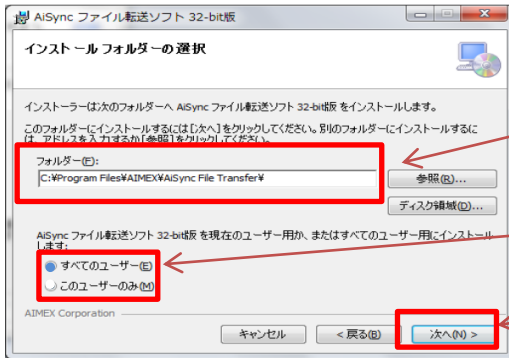 AiSync ファイル転送ソフト 32-bit版
インストール フォルダーの選択
インストーラーは次のフォルダーへ AiSync ファイル転送ソフト 32-bit版 をインストールします。
このフォルダーにインストールするには[次へ]をクリックしてください。別のフォルダーにインストールするに
は、アドレスを入力するか[参照]をクリックしてください。
フォルダー(F):
C:¥Program Files¥AIMEX¥AiSync File Transfer¥
参照(R)...
ディスク領域(D)...
AiSync ファイル転送ソフト 32-bit版 を現在のユーザー用か、またはすべてのユーザー用にインストール
します:
すべてのユーザー(E)
このユーザーのみ(M)
AIMEX Corporation
キャンセル
< 戻る(B)
次へ(N) >